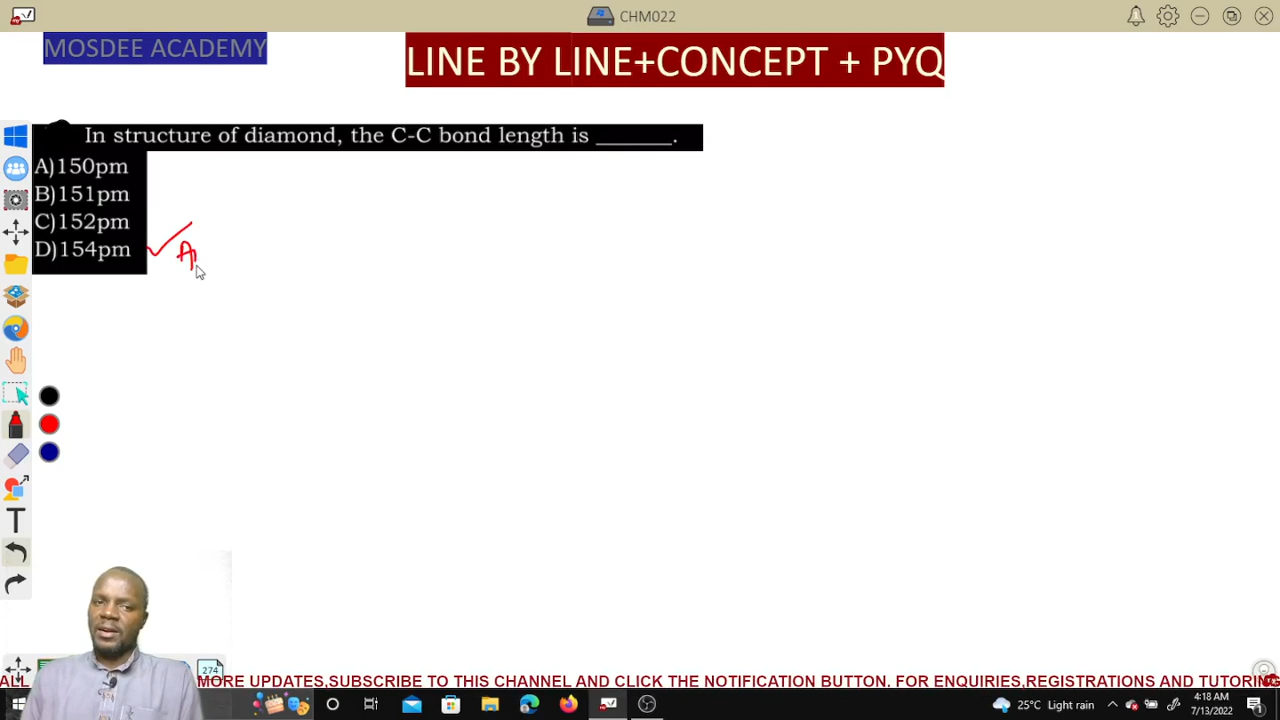 CHM022
MOSDEE ACADEMY
LINE BY LINE+CONCEPT + PYQ
In structure of diamond, the C-C bond length is _______.
A)150pm
B)151pm
C)152pm
D)154pm
274
ALL
MORE UPDATES,SUBSCRIBE TO THIS CHANNEL AND CLICK THE NOTIFICATION BUTTON. FOR ENQUIRIES,REGISTRATIONS AND TUTORING
25°C Light rain
4:18 AM
7/13/2022